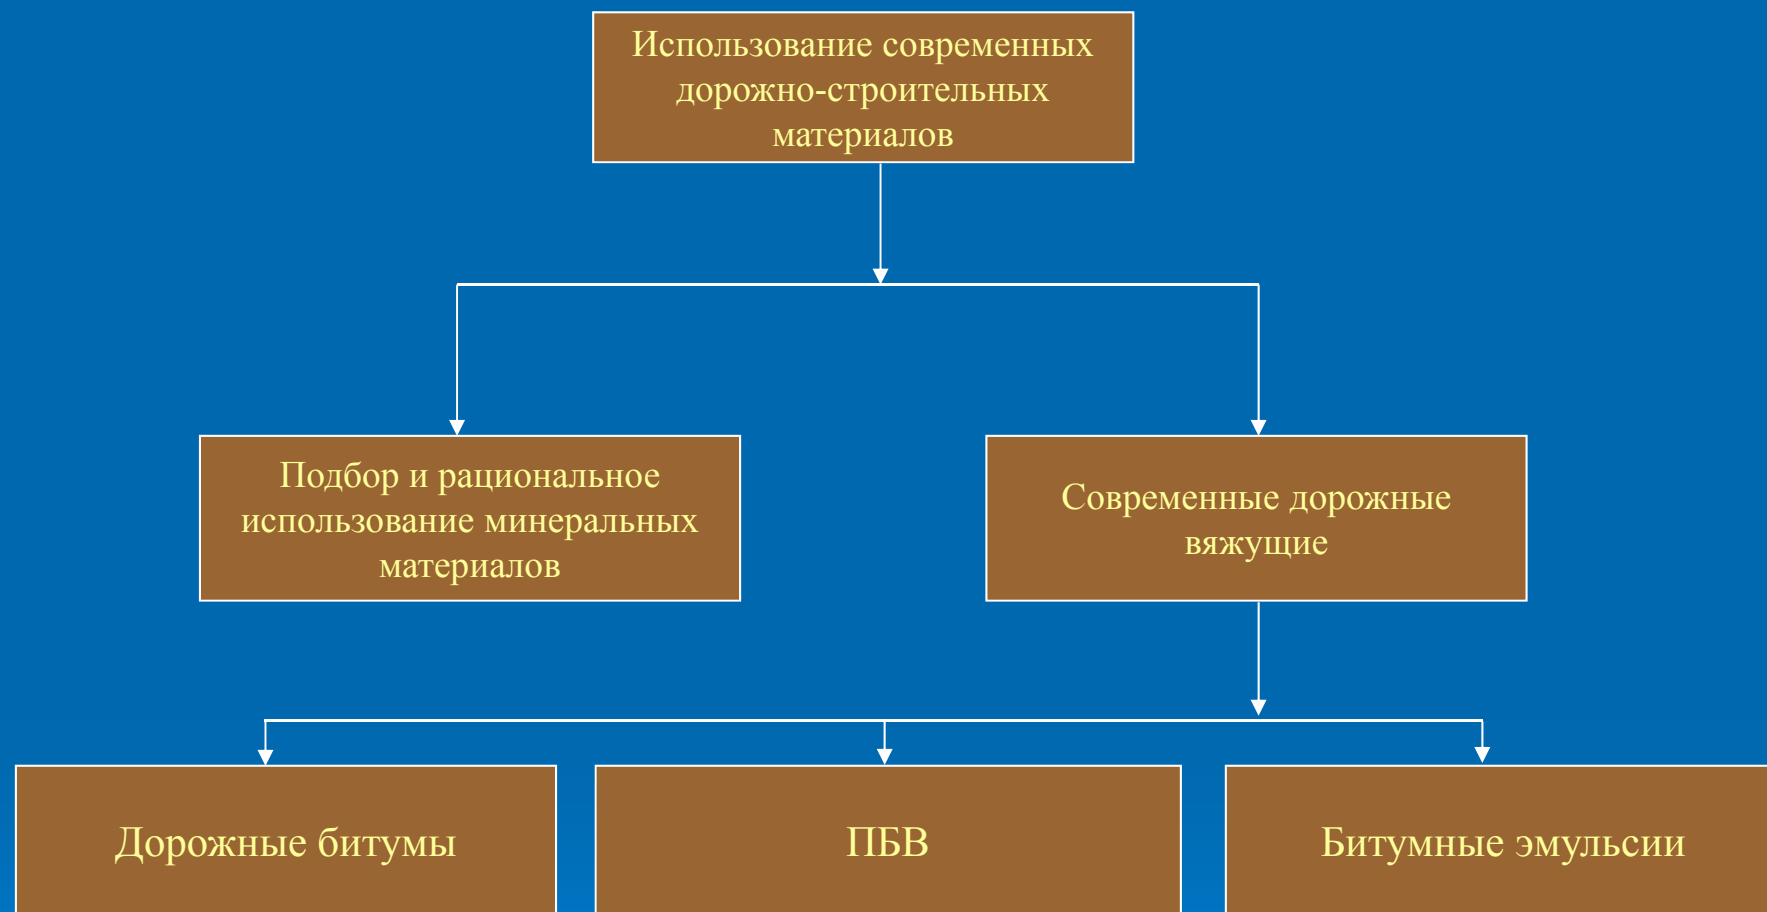 Использование современных
дорожно-строительных
материалов
Подбор и рациональное
использование минеральных
материалов
Современные дорожные
вяжущие
Дорожные битумы
ПБВ
Битумные эмульсии